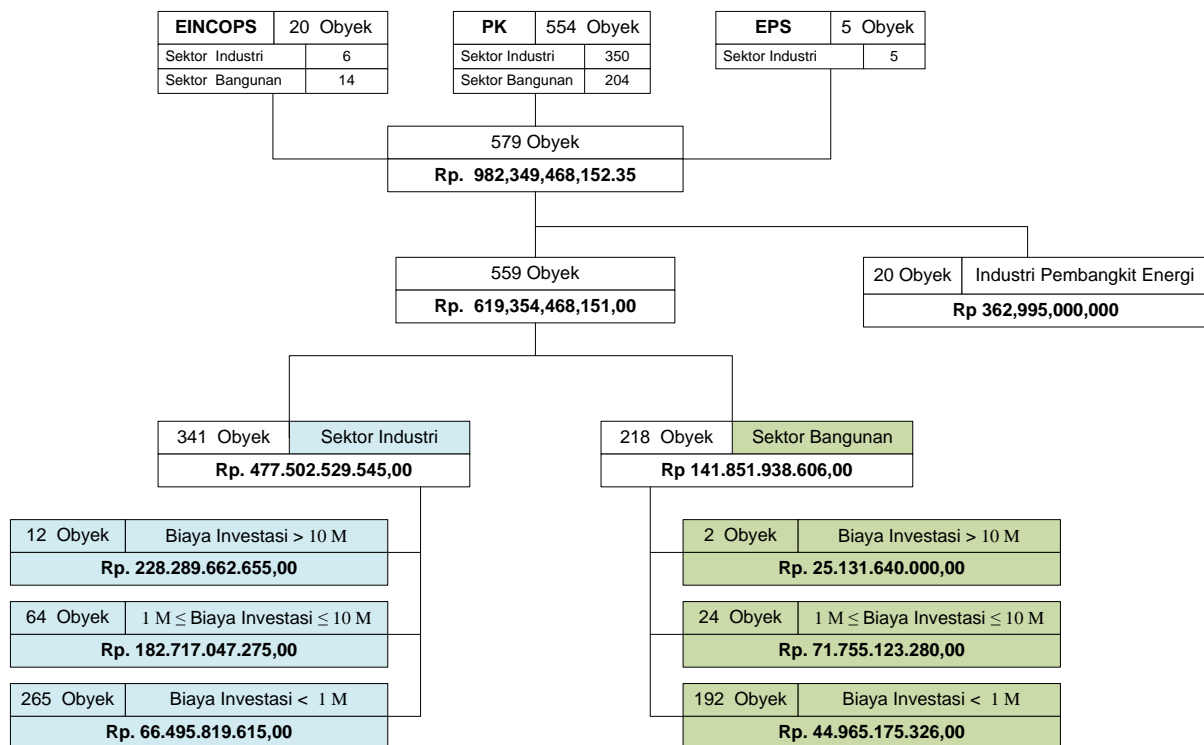 EINCOPS 20 Obyek
Sektor Industri 6
Sektor Bangunan 14
PK 554 Obyek
Sektor Industri 350
Sektor Bangunan 204
EPS 5 Obyek
Sektor Industri 5
579 Obyek
Rp. 982,349,468,152.35
559 Obyek
Rp. 619,354,468,151,00
20 Obyek Industri Pembangkit Energi
Rp 362,995,000,000
341 Obyek Sektor Industri
Rp. 477.502.529.545,00
218 Obyek Sektor Bangunan
Rp 141.851.938.606,00
12 Obyek Biaya Investasi > 10 M
Rp. 228.289.662.655,00
64 Obyek 1 M ≤ Biaya Investasi ≤ 10 M
Rp. 182.717.047.275,00
265 Obyek Biaya Investasi < 1 M
Rp. 66.495.819.615,00
2 Obyek Biaya Investasi > 10 M
Rp. 25.131.640.000,00
24 Obyek 1 M ≤ Biaya Investasi ≤ 10 M
Rp. 71.755.123.280,00
192 Obyek Biaya Investasi < 1 M
Rp. 44.965.175.326,00